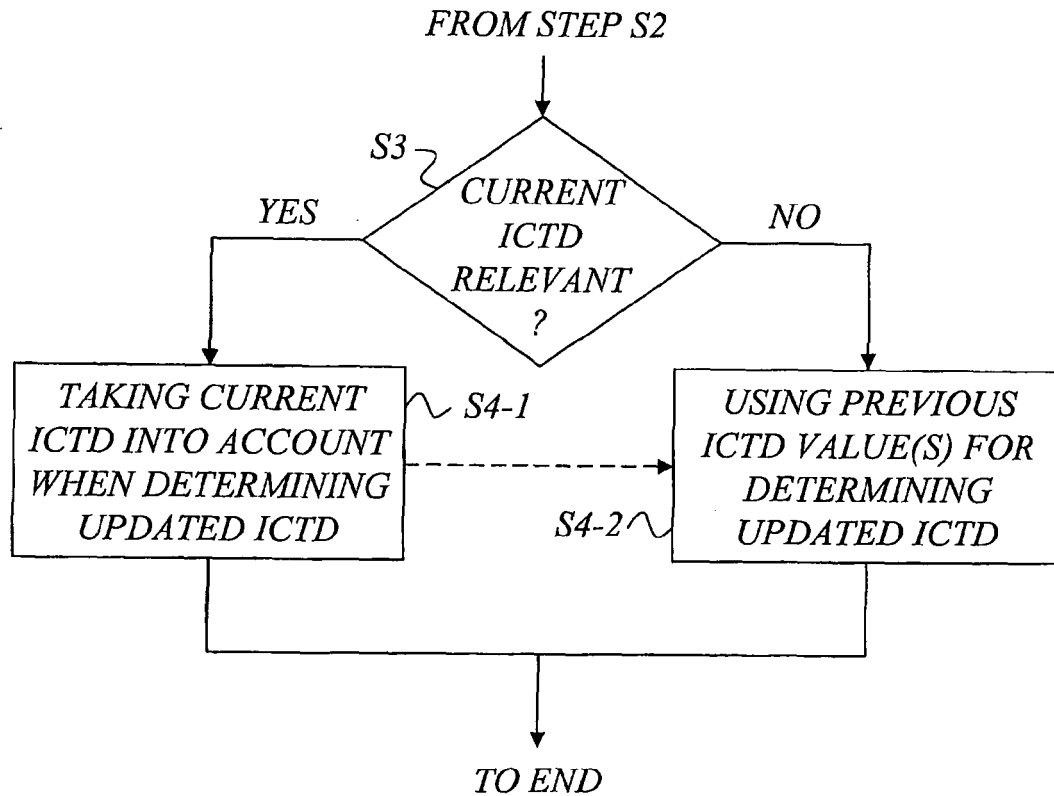 FROM STEP S2
S3
CURRENT
ICTD
RELEVANT
?
YES
NO
TAKING CURRENT
ICTD INTO ACCOUNT
WHEN DETERMINING
UPDATED ICTD
S4-1
USING PREVIOUS
ICTD VALUE(S) FOR
DETERMINING
UPDATED ICTD
S4-2
TO END